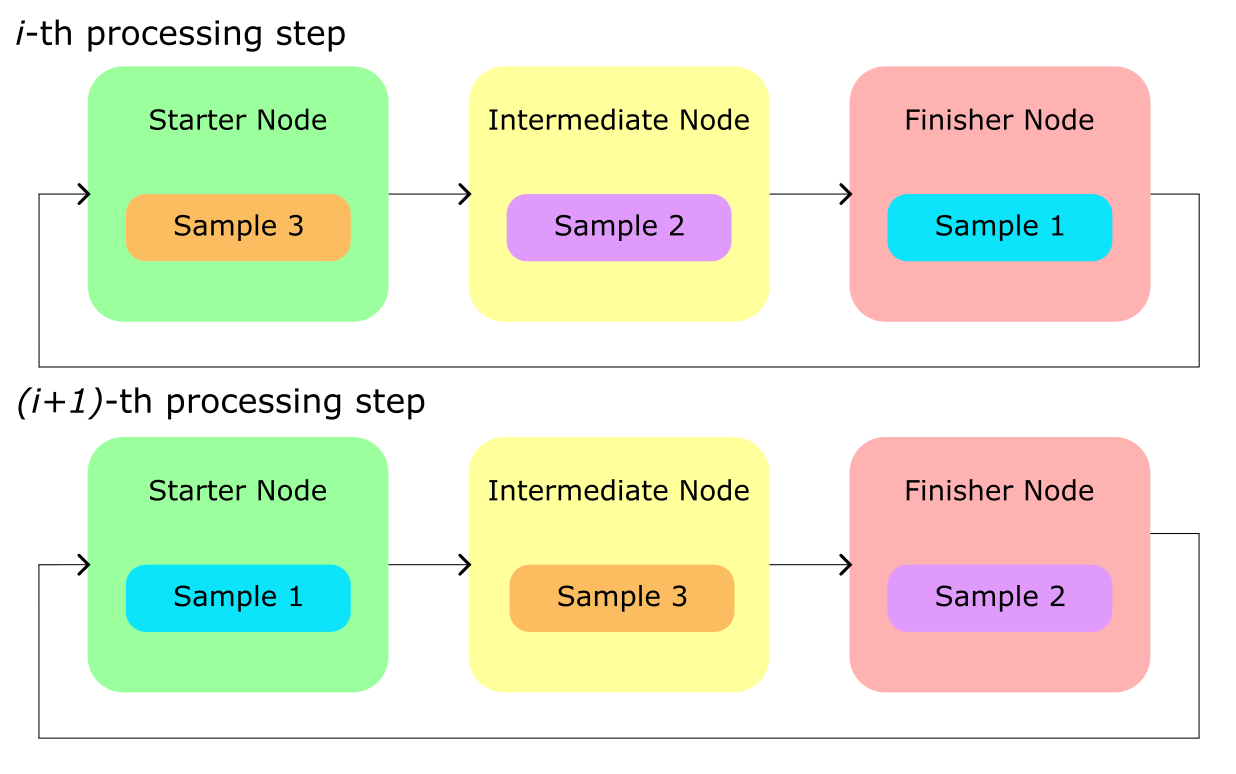 i-th processing step
Starter Node
Intermediate Node
Finisher Node
Sample 3
Sample 2
Sample 1
(i+1)-th processing step
Starter Node
Intermediate Node
Finisher Node
Sample 1
Sample 3
Sample 2